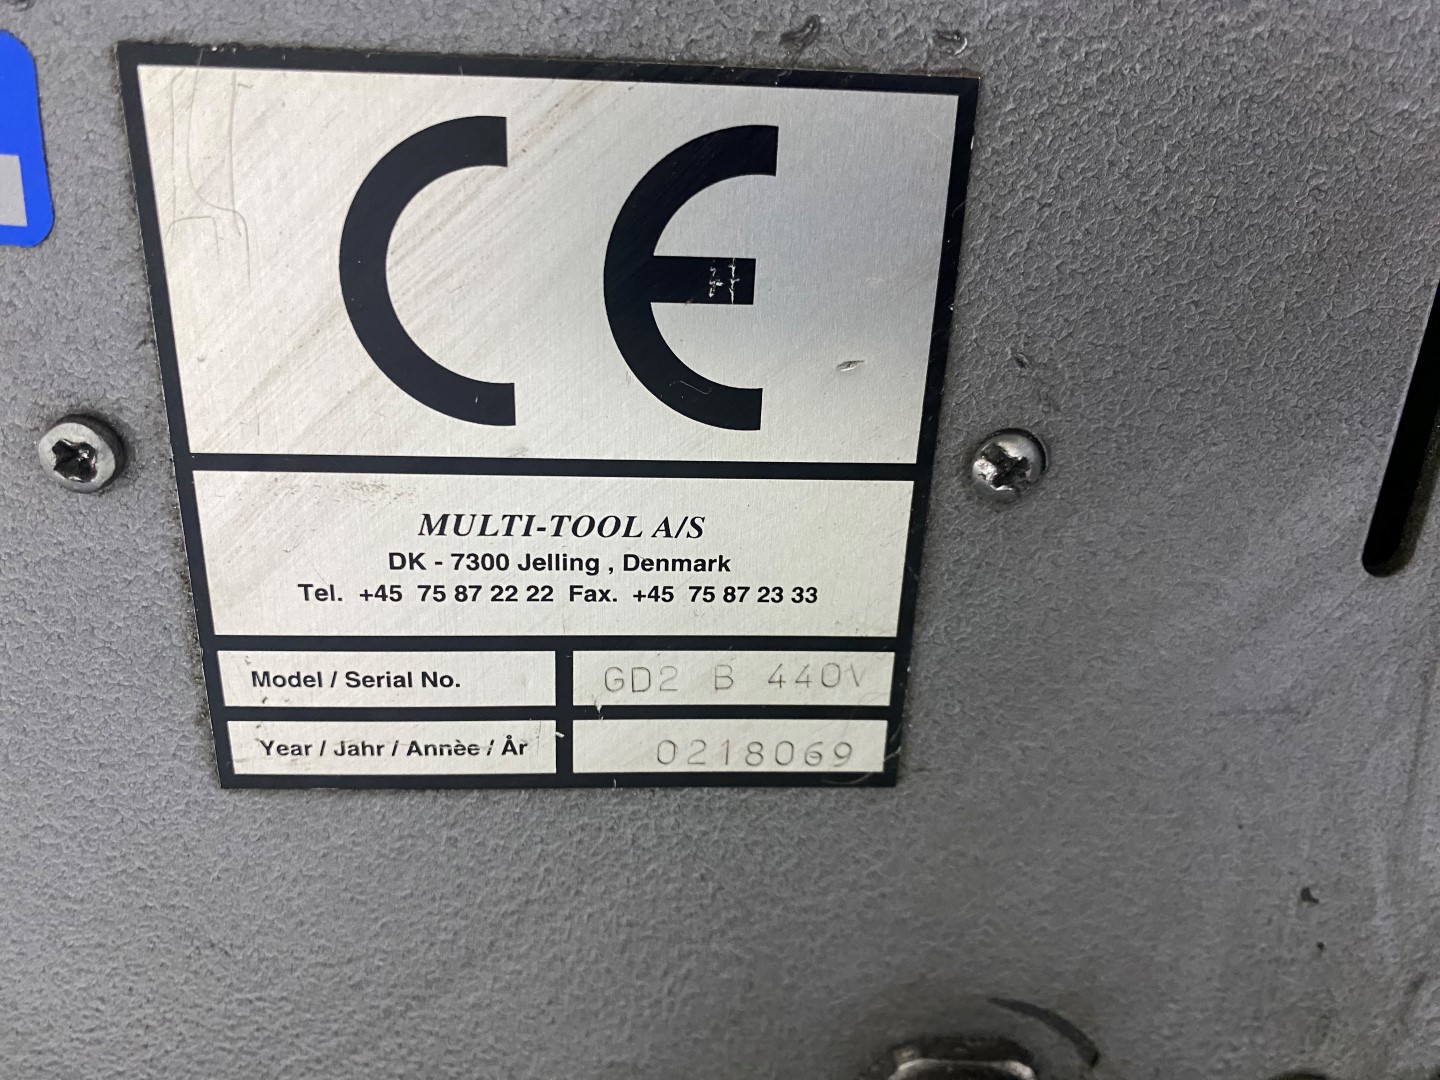 CE
MULTI-TOOL A/S
DK - 7300 Jelling , Denmark
Tel. +45 75 87 22 22 Fax. +45 75 87 23 33
Model / Serial No. GD2 B 440V
Year / Jahr / Annèe / År 0218069